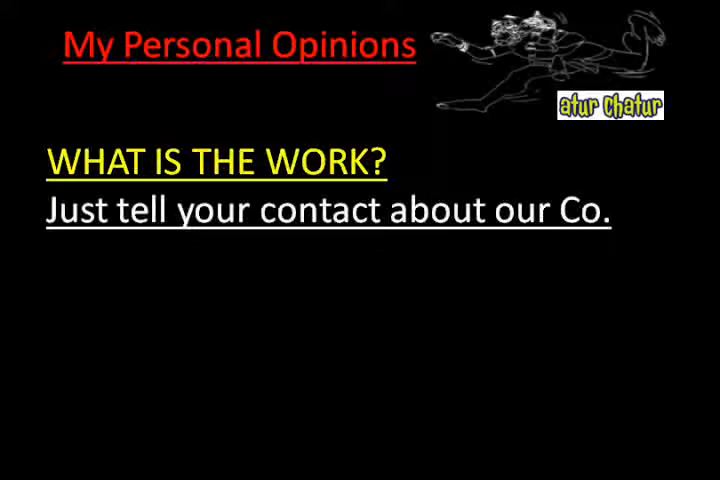 My Personal Opinions
atur chatur
WHAT IS THE WORK?
Just tell your contact about our Co.